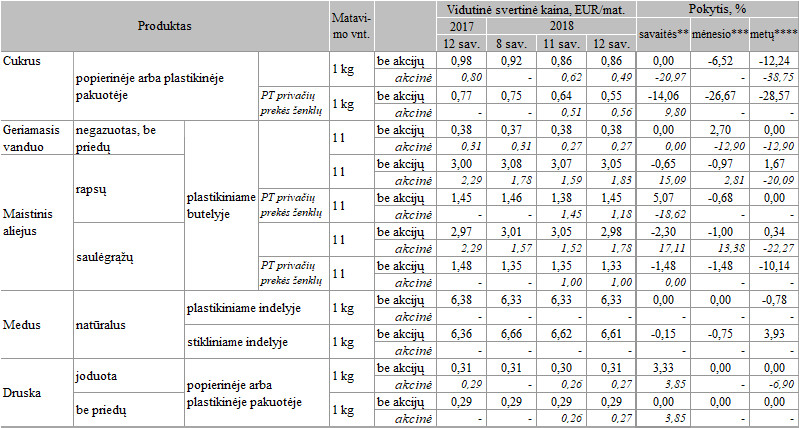 Produktas Matavi- mo vnt. Vidutinė svertinė kaina, EUR/mat. Pokytis, %
2017 2018 savaitės** mėnesio*** metų****
12 sav. 8 sav. 11 sav. 12 sav.
Cukrus popierinėje arba plastikinėje pakuotėje 1 kg be akcijų 0,98 0,92 0,86 0,86 0,00 -6,52 -12,24
akcinė 0,80 - 0,62 0,49 -20,97 - -38,75
PT privačių prekės ženklų 1 kg be akcijų 0,77 0,75 0,64 0,55 -14,06 -26,67 -28,57
akcinė - - 0,51 0,56 9,80 - -
Geriamasis vanduo negazuotas, be priedų plastikiniame butelyje 1 l be akcijų 0,38 0,37 0,38 0,38 0,00 2,70 0,00
akcinė 0,31 0,31 0,27 0,27 0,00 -12,90 -12,90
Maistinis aliejus rapsų 1 l be akcijų 3,00 3,08 3,07 3,05 -0,65 -0,97 1,67
akcinė 2,29 1,78 1,59 1,83 15,09 2,81 -20,09
PT privačių prekės ženklų 1 l be akcijų 1,45 1,46 1,38 1,45 5,07 -0,68 0,00
akcinė - - 1,45 1,18 -18,62 - -
saulėgrąžų 1 l be akcijų 2,97 3,01 3,05 2,98 -2,30 -1,00 0,34
akcinė 2,29 1,57 1,52 1,78 17,11 13,38 -22,27
PT privačių prekės ženklų 1 l be akcijų 1,48 1,35 1,35 1,33 -1,48 -1,48 -10,14
akcinė - - 1,00 1,00 0,00 - -
Medus natūralus plastikiniame indelyje 1 kg be akcijų 6,38 6,33 6,33 6,33 0,00 0,00 -0,78
akcinė - - - - - - -
stikliniame indelyje 1 kg be akcijų 6,36 6,66 6,62 6,61 -0,15 -0,75 3,93
akcinė - - - - - - -
Druska joduota popierinėje arba plastikinėje pakuotėje 1 kg be akcijų 0,31 0,31 0,30 0,31 3,33 0,00 0,00
akcinė 0,29 - 0,26 0,27 3,85 - -6,90
be priedų 1 kg be akcijų 0,29 0,29 0,29 0,29 0,00 0,00 0,00
akcinė - - 0,26 0,27 3,85 - -